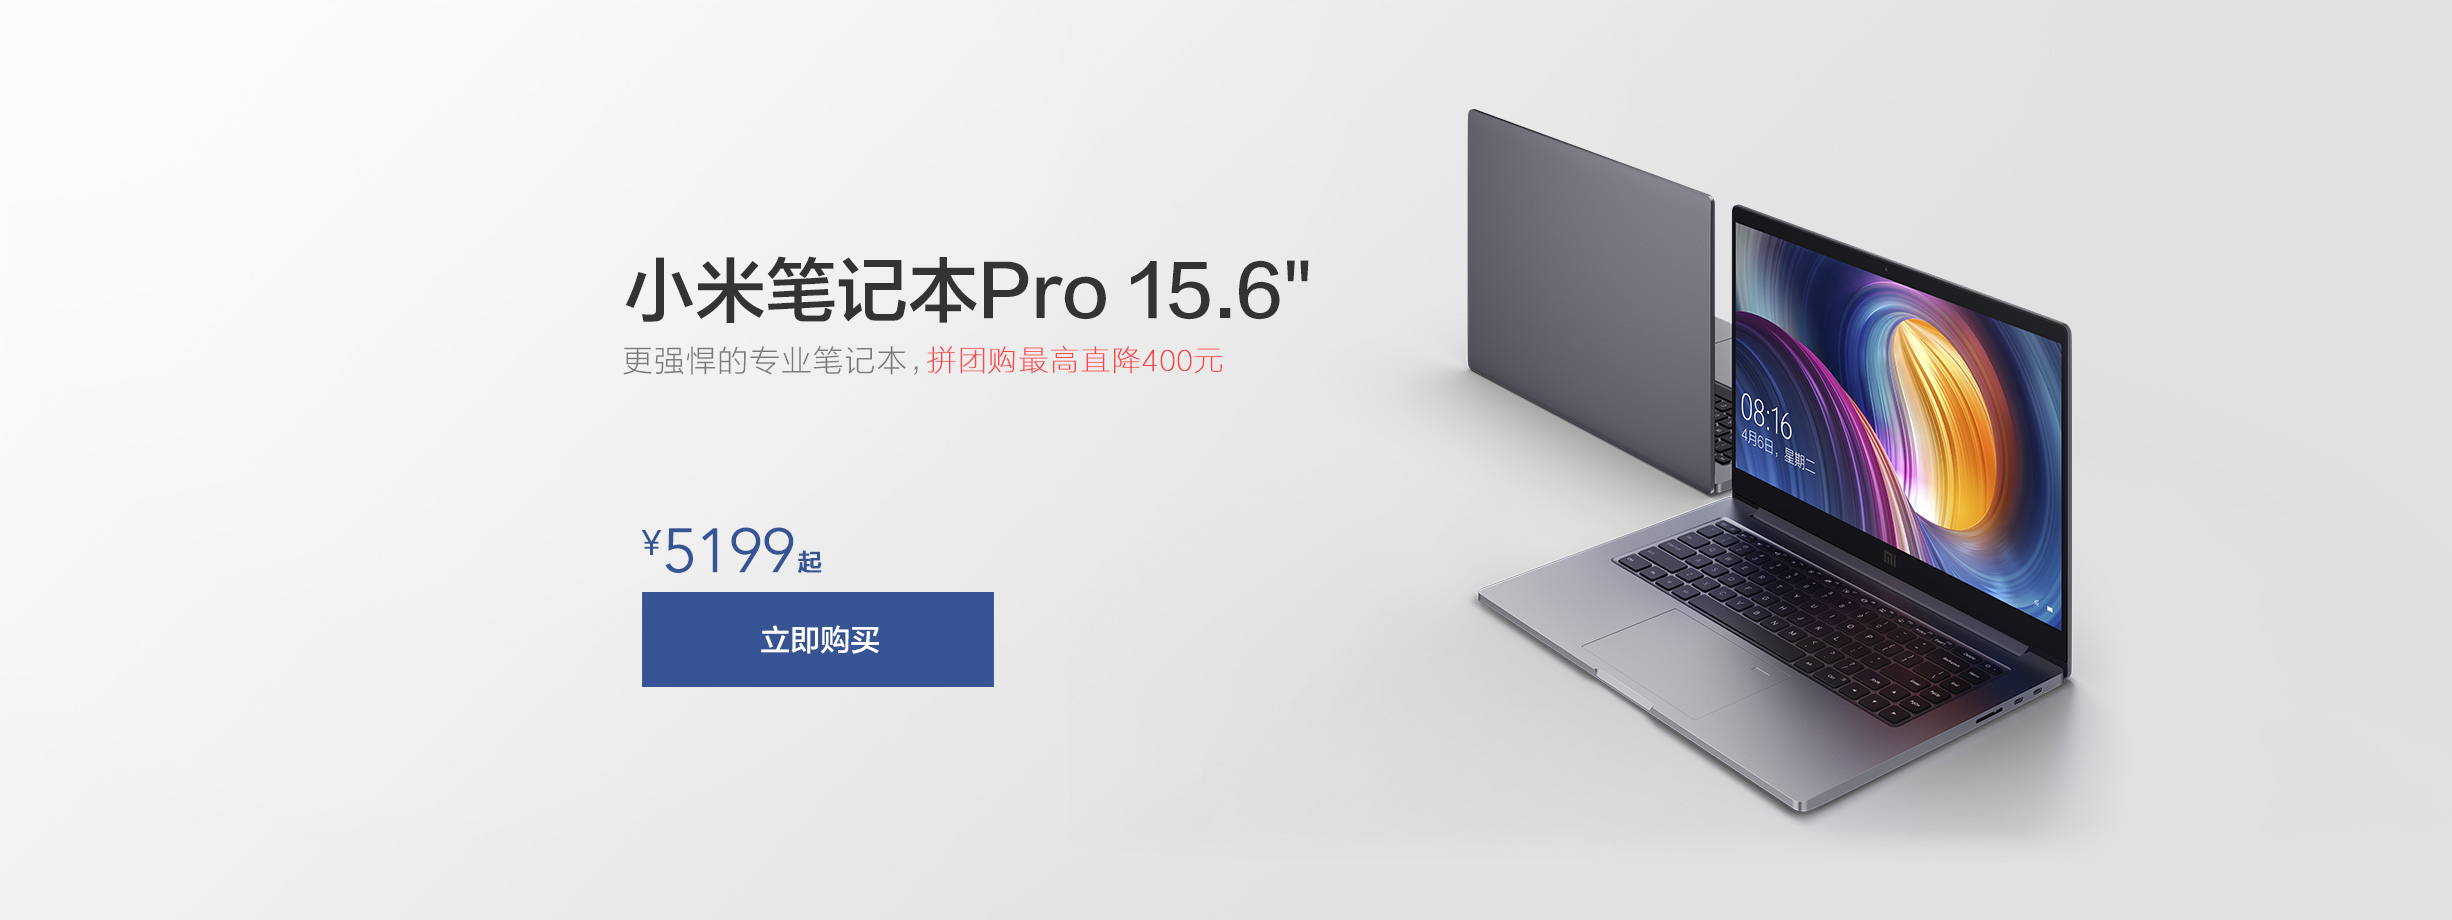 小米笔记本Pro 15.6"
更强悍的专业笔记本，拼团购最高直降400元
¥5199起
立即购买
08:16
4月6日，星期二
mi